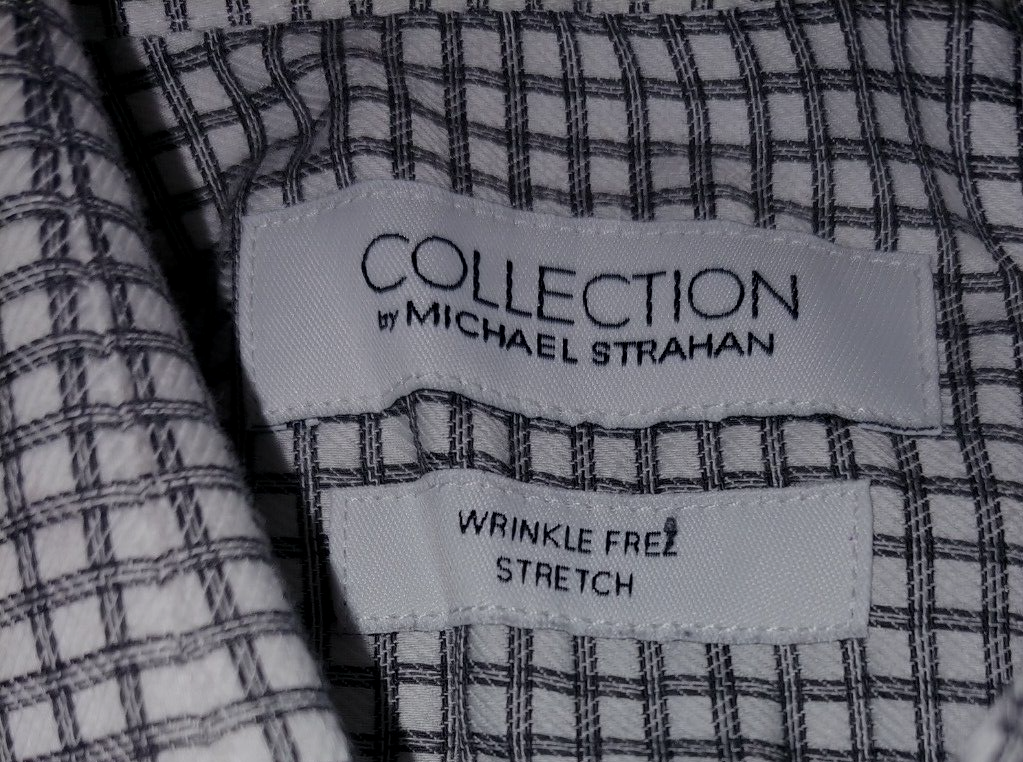 COLLECTION
by MICHAEL STRAHAN
WRINKLE FREE
STRETCH